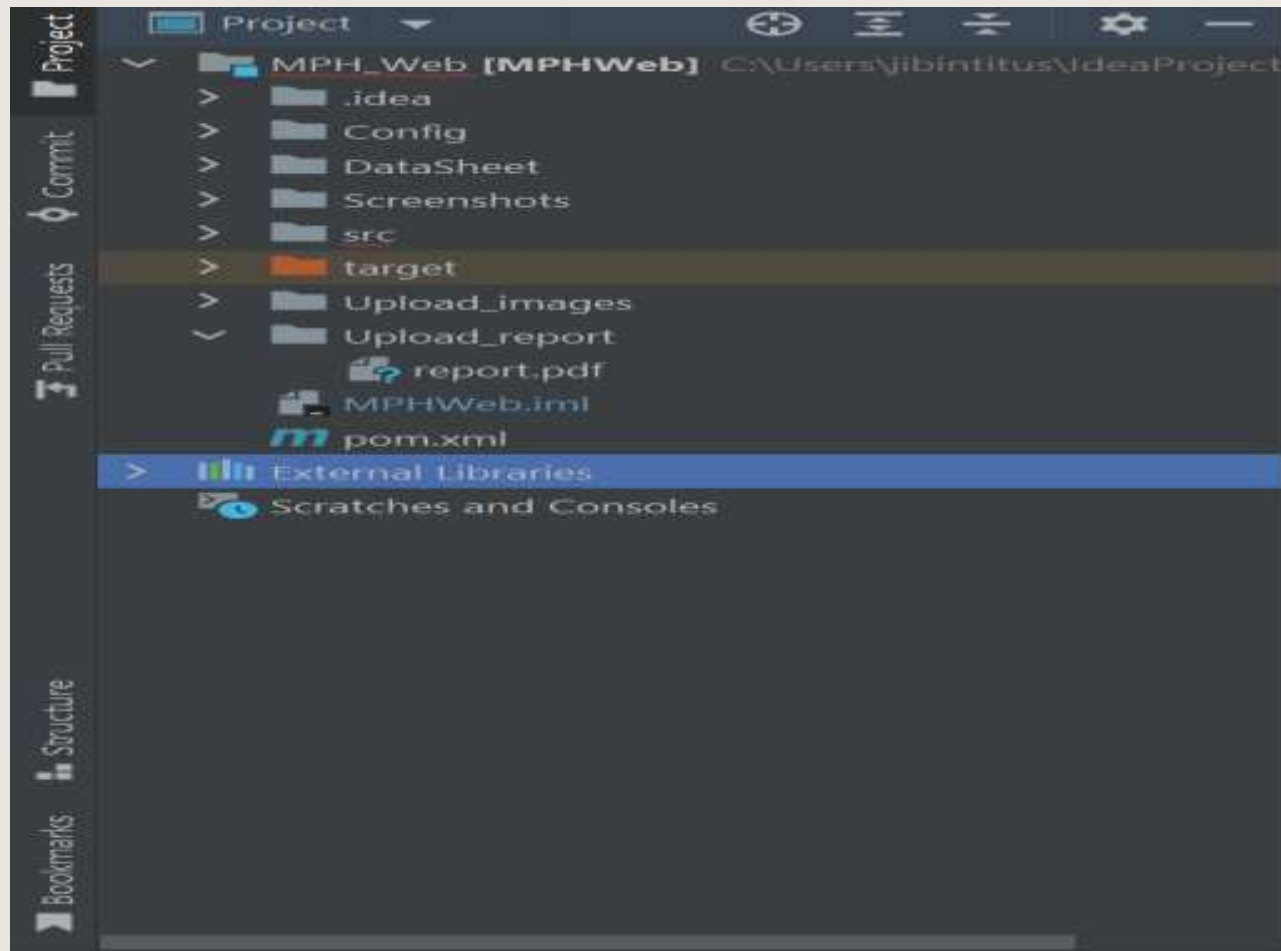 Project
MPH_Web [MPHWeb] C:\Users\jibintitus\IdeaProject
.idea
Config
DataSheet
Screenshots
src
target
Upload_images
Upload_report
report.pdf
MPHWeb.iml
pom.xml
External Libraries
Scratches and Consoles
Project
Commit
Pull Requests
Structure
Bookmarks